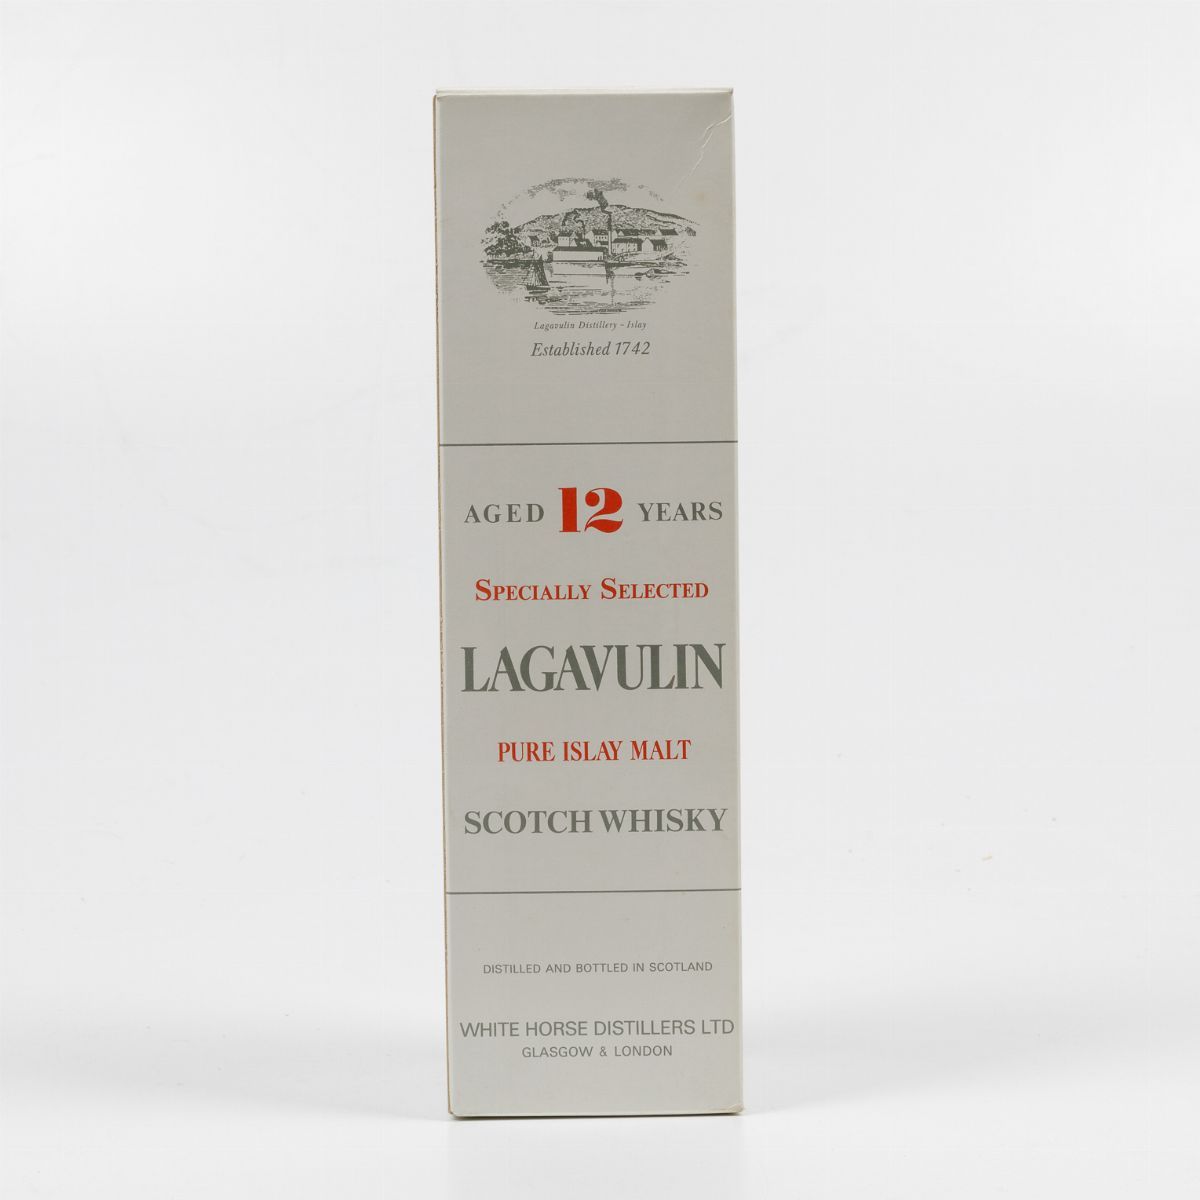 Lagavulin Distillery - Islay
Established 1742
AGED 12 YEARS
SPECIALLY SELECTED
LAGAVULIN
PURE ISLAY MALT
SCOTCH WHISKY
DISTILLED AND BOTTLED IN SCOTLAND
WHITE HORSE DISTILLERS LTD
GLASGOW & LONDON